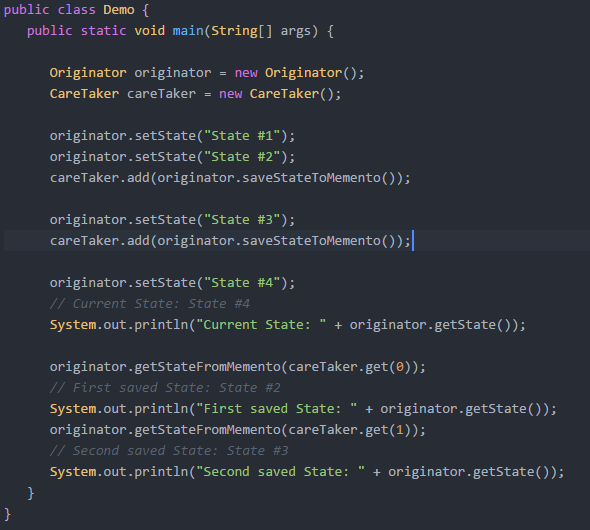 public class Demo {
public static void main(String[] args) {
Originator originator = new Originator();
CareTaker careTaker = new CareTaker();
originator.setState("State #1");
originator.setState("State #2");
careTaker.add(originator.saveStateToMemento());
originator.setState("State #3");
careTaker.add(originator.saveStateToMemento());
originator.setState("State #4");
// Current State: State #4
System.out.println("Current State: " + originator.getState());
originator.getStateFromMemento(careTaker.get(0));
// First saved State: State #2
System.out.println("First saved State: " + originator.getState());
originator.getStateFromMemento(careTaker.get(1));
// Second saved State: State #3
System.out.println("Second saved State: " + originator.getState());
}
}